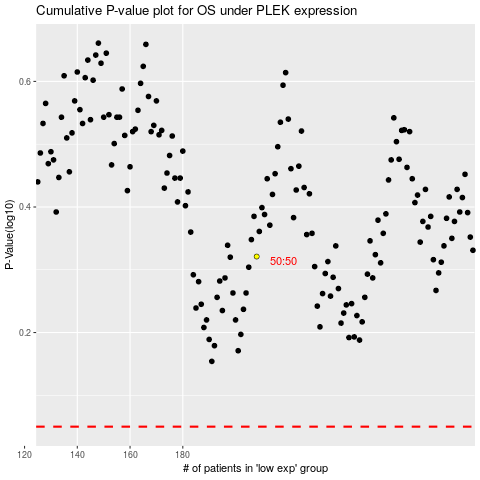 Cumulative P-value plot for OS under PLEK expression
P-Value(log10)
0.6
0.4
0.2
50:50
120 140 160 180
# of patients in 'low exp' group